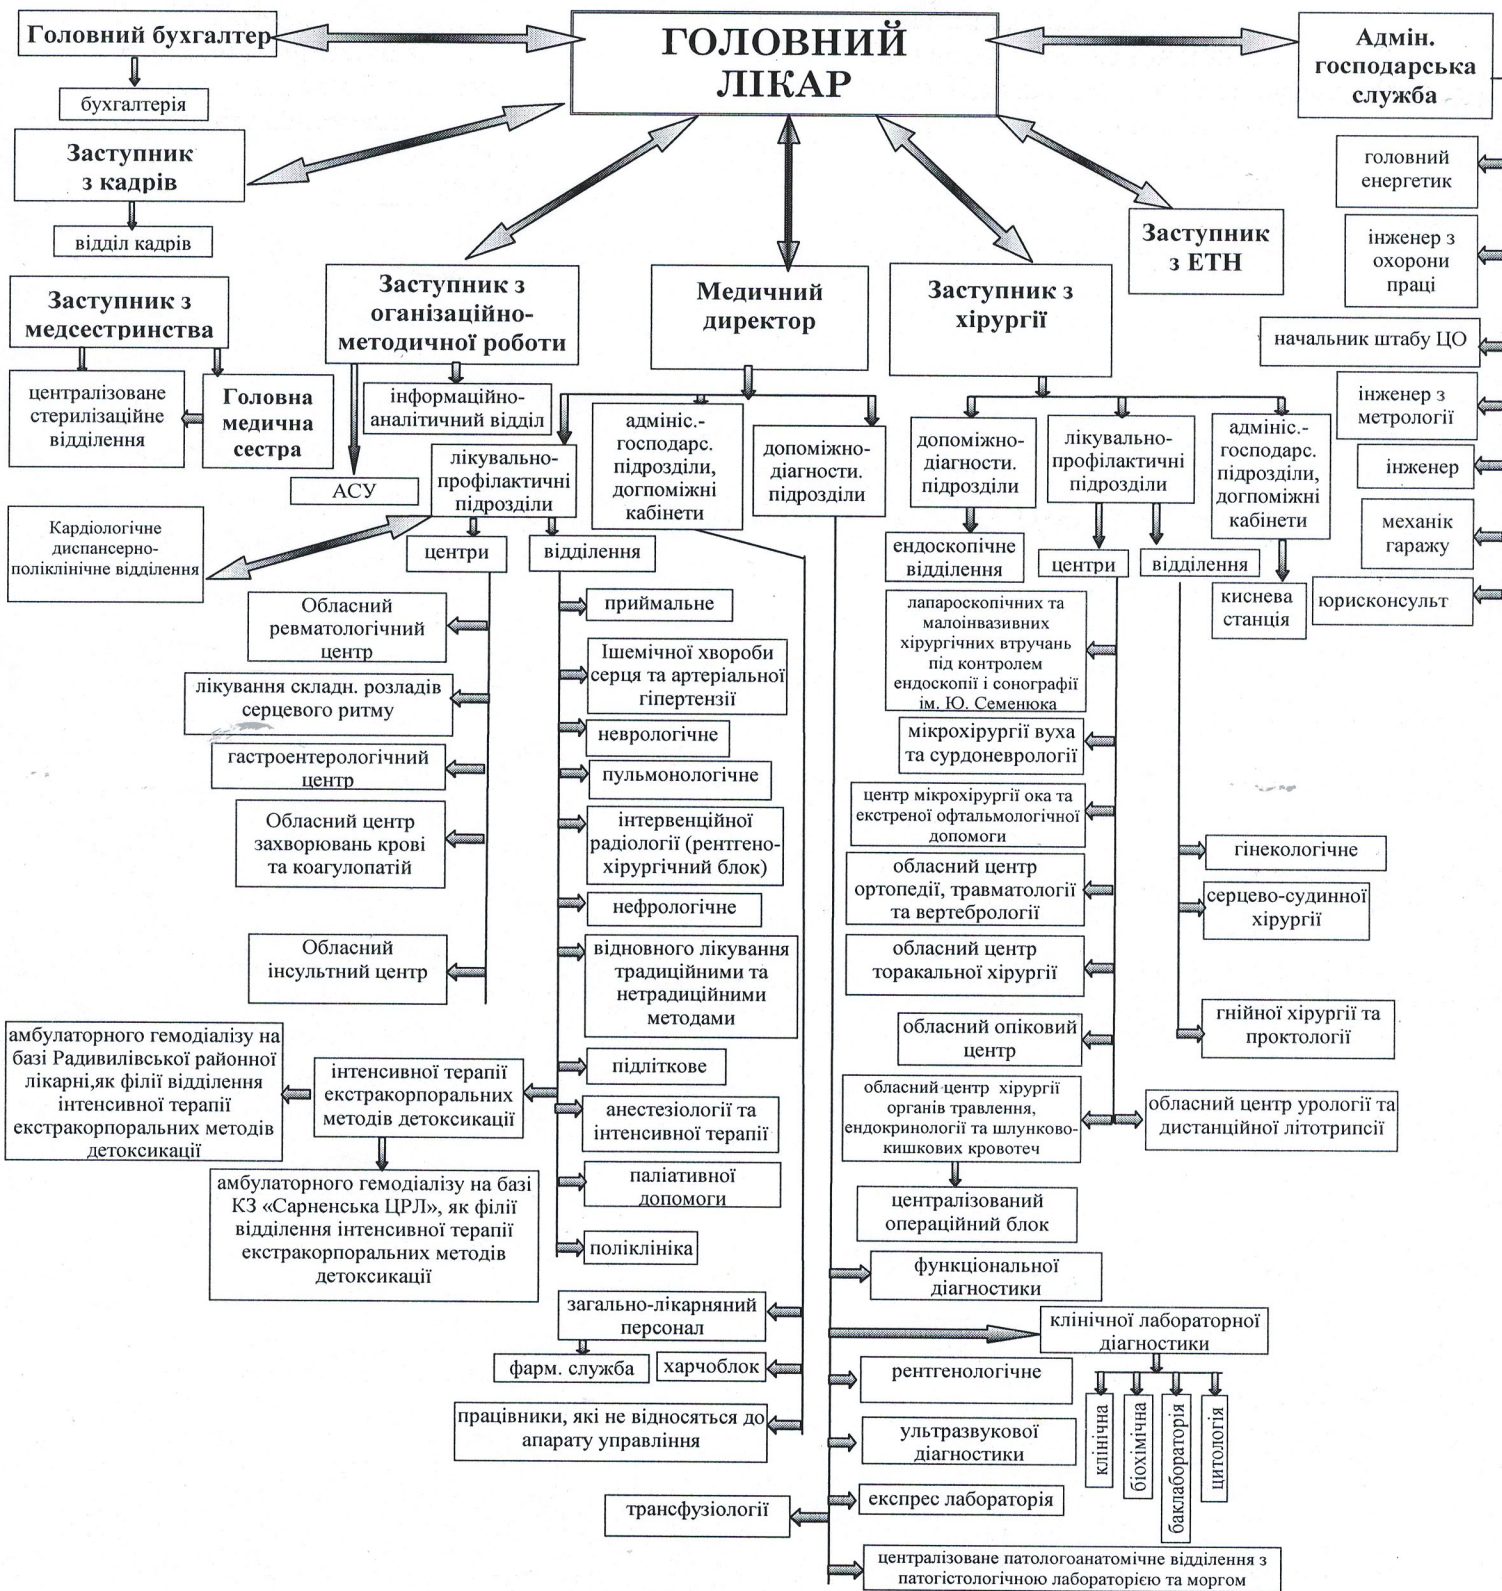 Головний бухгалтер
бухгалтерія
ГОЛОВНИЙ
ЛІКАР
Адмін.
господарська
служба
Заступник
з кадрів
відділ кадрів
головний
енергетик
інженер з
охорони
праці
начальник штабу ЦО
інженер з
метрології
інженер
механік
гаражу
юрисконсульт
Заступник з
медсестринства
централізоване
стерилізаційне
відділення
Головна
медична
сестра
Заступник з
оганізаційно-
методичної роботи
інформаційно-
аналітичний відділ
АСУ
Медичний
директор
Заступник з
хірургії
Заступник
з ЕТН
лікувально-
профілактичні
підрозділи
адмініс.-
господарс.
підрозділи,
догпоміжні
кабінети
допоміжно-
діагности.
підрозділи
допоміжно-
діагности.
підрозділи
лікувально-
профілактичні
підрозділи
адмініс.-
господарс.
підрозділи,
догпоміжні
кабінети
Кардіологічне
диспансерно-
поліклінічне відділення
центри
відділення
ендоскопічне
відділення
центри
відділення
киснева
станція
Обласний
ревматологічний
центр
лікування складн. розладів
серцевого ритму
гастроентерологічний
центр
Обласний центр
захворювань крові
та коагулопатій
Обласний
інсультний центр
приймальне
Ішемічної хвороби
серця та артеріальної
гіпертензії
неврологічне
пульмонологічне
інтервенційної
радіології (рентгено-
хірургічний блок)
нефрологічне
відновного лікування
традиційними та
нетрадиційними
методами
підліткове
інтенсивної терапії
екстракорпоральних
методів детоксикації
амбулаторного гемодіалізу на
базі Радивилівської районної
лікарні,як філії відділення
інтенсивної терапії
екстракорпоральних методів
детоксикації
амбулаторного гемодіалізу на базі
КЗ «Сарненська ЦРЛ», як філії
відділення інтенсивної терапії
екстракорпоральних методів
детоксикації
анестезіології та
інтенсивної терапії
паліативної
допомоги
поліклініка
лапароскопічних та
малоінвазивних
хірургічних втручань
під контролем
ендоскопії і сонографії
ім. Ю. Семенюка
мікрохірургії вуха
та сурдоневрології
центр мікрохірургії ока та
екстреної офтальмологічної
допомоги
обласний центр
ортопедії, травматології
та вертебрології
обласний центр
торакальної хірургії
обласний опіковий
центр
обласний центр хірургії
органів травлення,
ендокринології та шлунково-
кишкових кровотеч
централізований
операційний блок
гінекологічне
серцево-судинної
хірургії
гнійної хірургії та
проктології
обласний центр урології та
дистанційної літотрипсії
загально-лікарняний
персонал
фарм. служба
харчоблок
працівники, які не відносяться до
апарату управління
функціональної
діагностики
клінічної лабораторної
діагностики
клінічна
біохімічна
баклабораторія
цитологія
рентгенологічне
ультразвукової
діагностики
експрес лабораторія
трансфузіології
централізоване патологоанатомічне відділення з
патогістологічною лабораторією та моргом